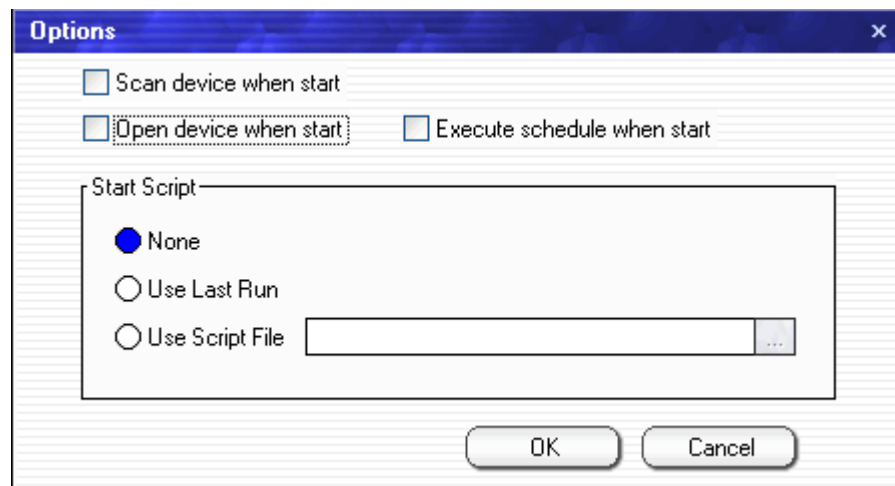 Options
Scan device when start
Open device when start Execute schedule when start
Start Script
None
Use Last Run
Use Script File ...
OK Cancel